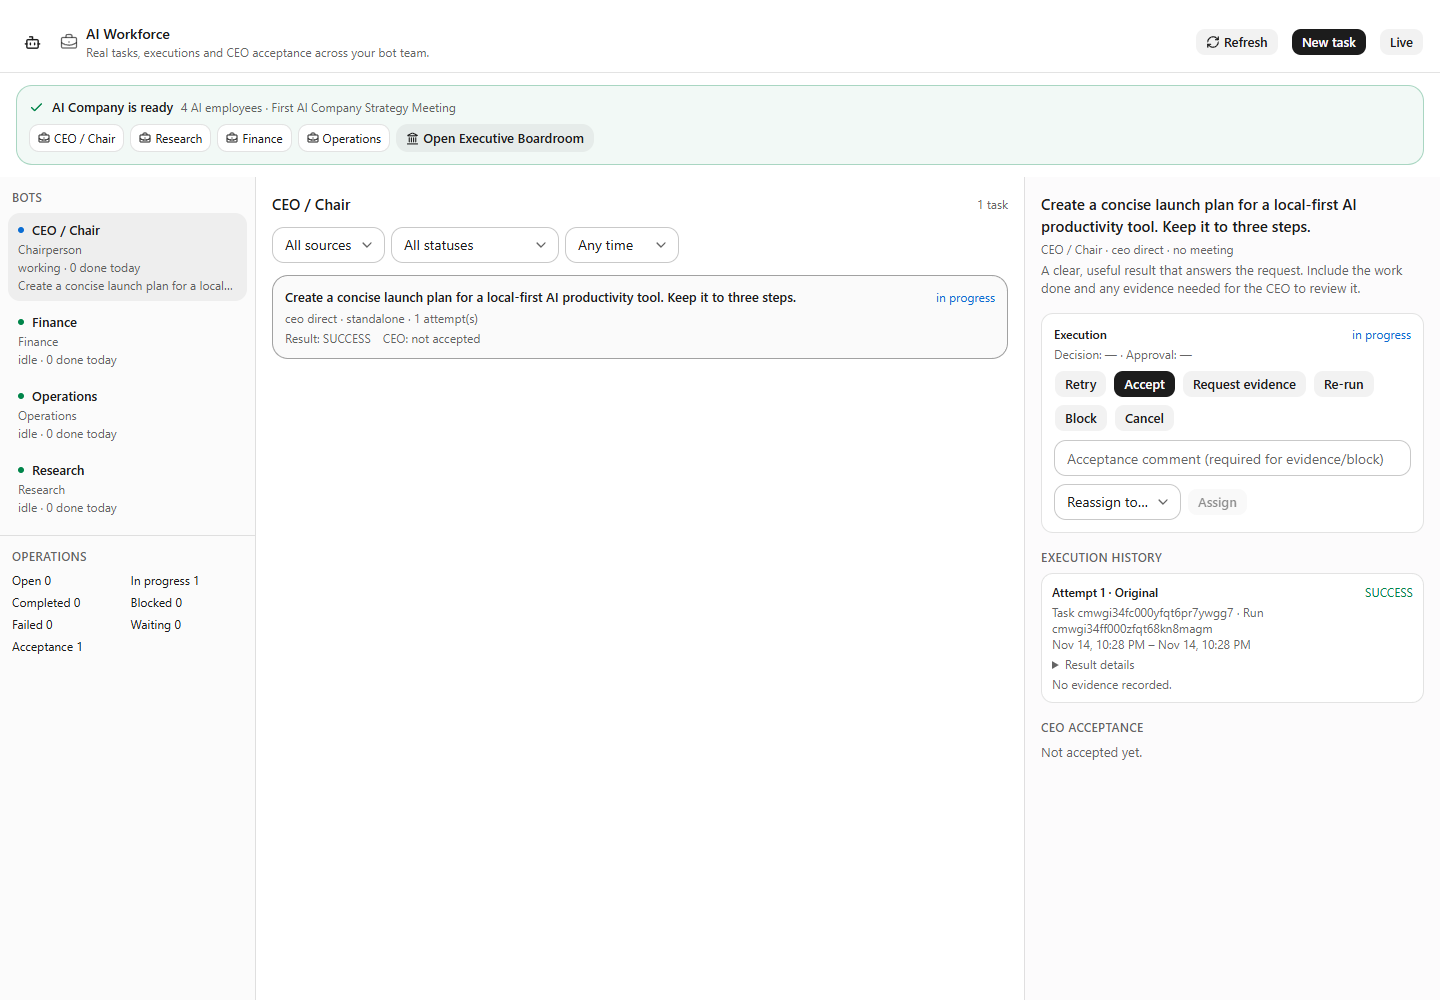 AI Workforce
Real tasks, executions and CEO acceptance across your bot team.
Refresh
New task
Live
AI Company is ready 4 AI employees · First AI Company Strategy Meeting
CEO / Chair
Research
Finance
Operations
Open Executive Boardroom
BOTS
CEO / Chair
Chairperson
working · 0 done today
Create a concise launch plan for a local...
Finance
Finance
idle · 0 done today
Operations
Operations
idle · 0 done today
Research
Research
idle · 0 done today
OPERATIONS
Open 0
In progress 1
Completed 0
Blocked 0
Failed 0
Waiting 0
Acceptance 1
CEO / Chair
1 task
All sources
All statuses
Any time
Create a concise launch plan for a local-first AI productivity tool. Keep it to three steps.
in progress
ceo direct · standalone · 1 attempt(s)
Result: SUCCESS CEO: not accepted
Create a concise launch plan for a local-first AI
productivity tool. Keep it to three steps.
CEO / Chair · ceo direct · no meeting
A clear, useful result that answers the request. Include the work
done and any evidence needed for the CEO to review it.
Execution
in progress
Decision: — · Approval: —
Retry
Accept
Request evidence
Re-run
Block
Cancel
Acceptance comment (required for evidence/block)
Reassign to...
Assign
EXECUTION HISTORY
Attempt 1 · Original
SUCCESS
Task cmwgi34fc000yfqt6pr7ywgg7 · Run
cmwgi34ff000zfqt68kn8magm
Nov 14, 10:28 PM – Nov 14, 10:28 PM
Result details
No evidence recorded.
CEO ACCEPTANCE
Not accepted yet.